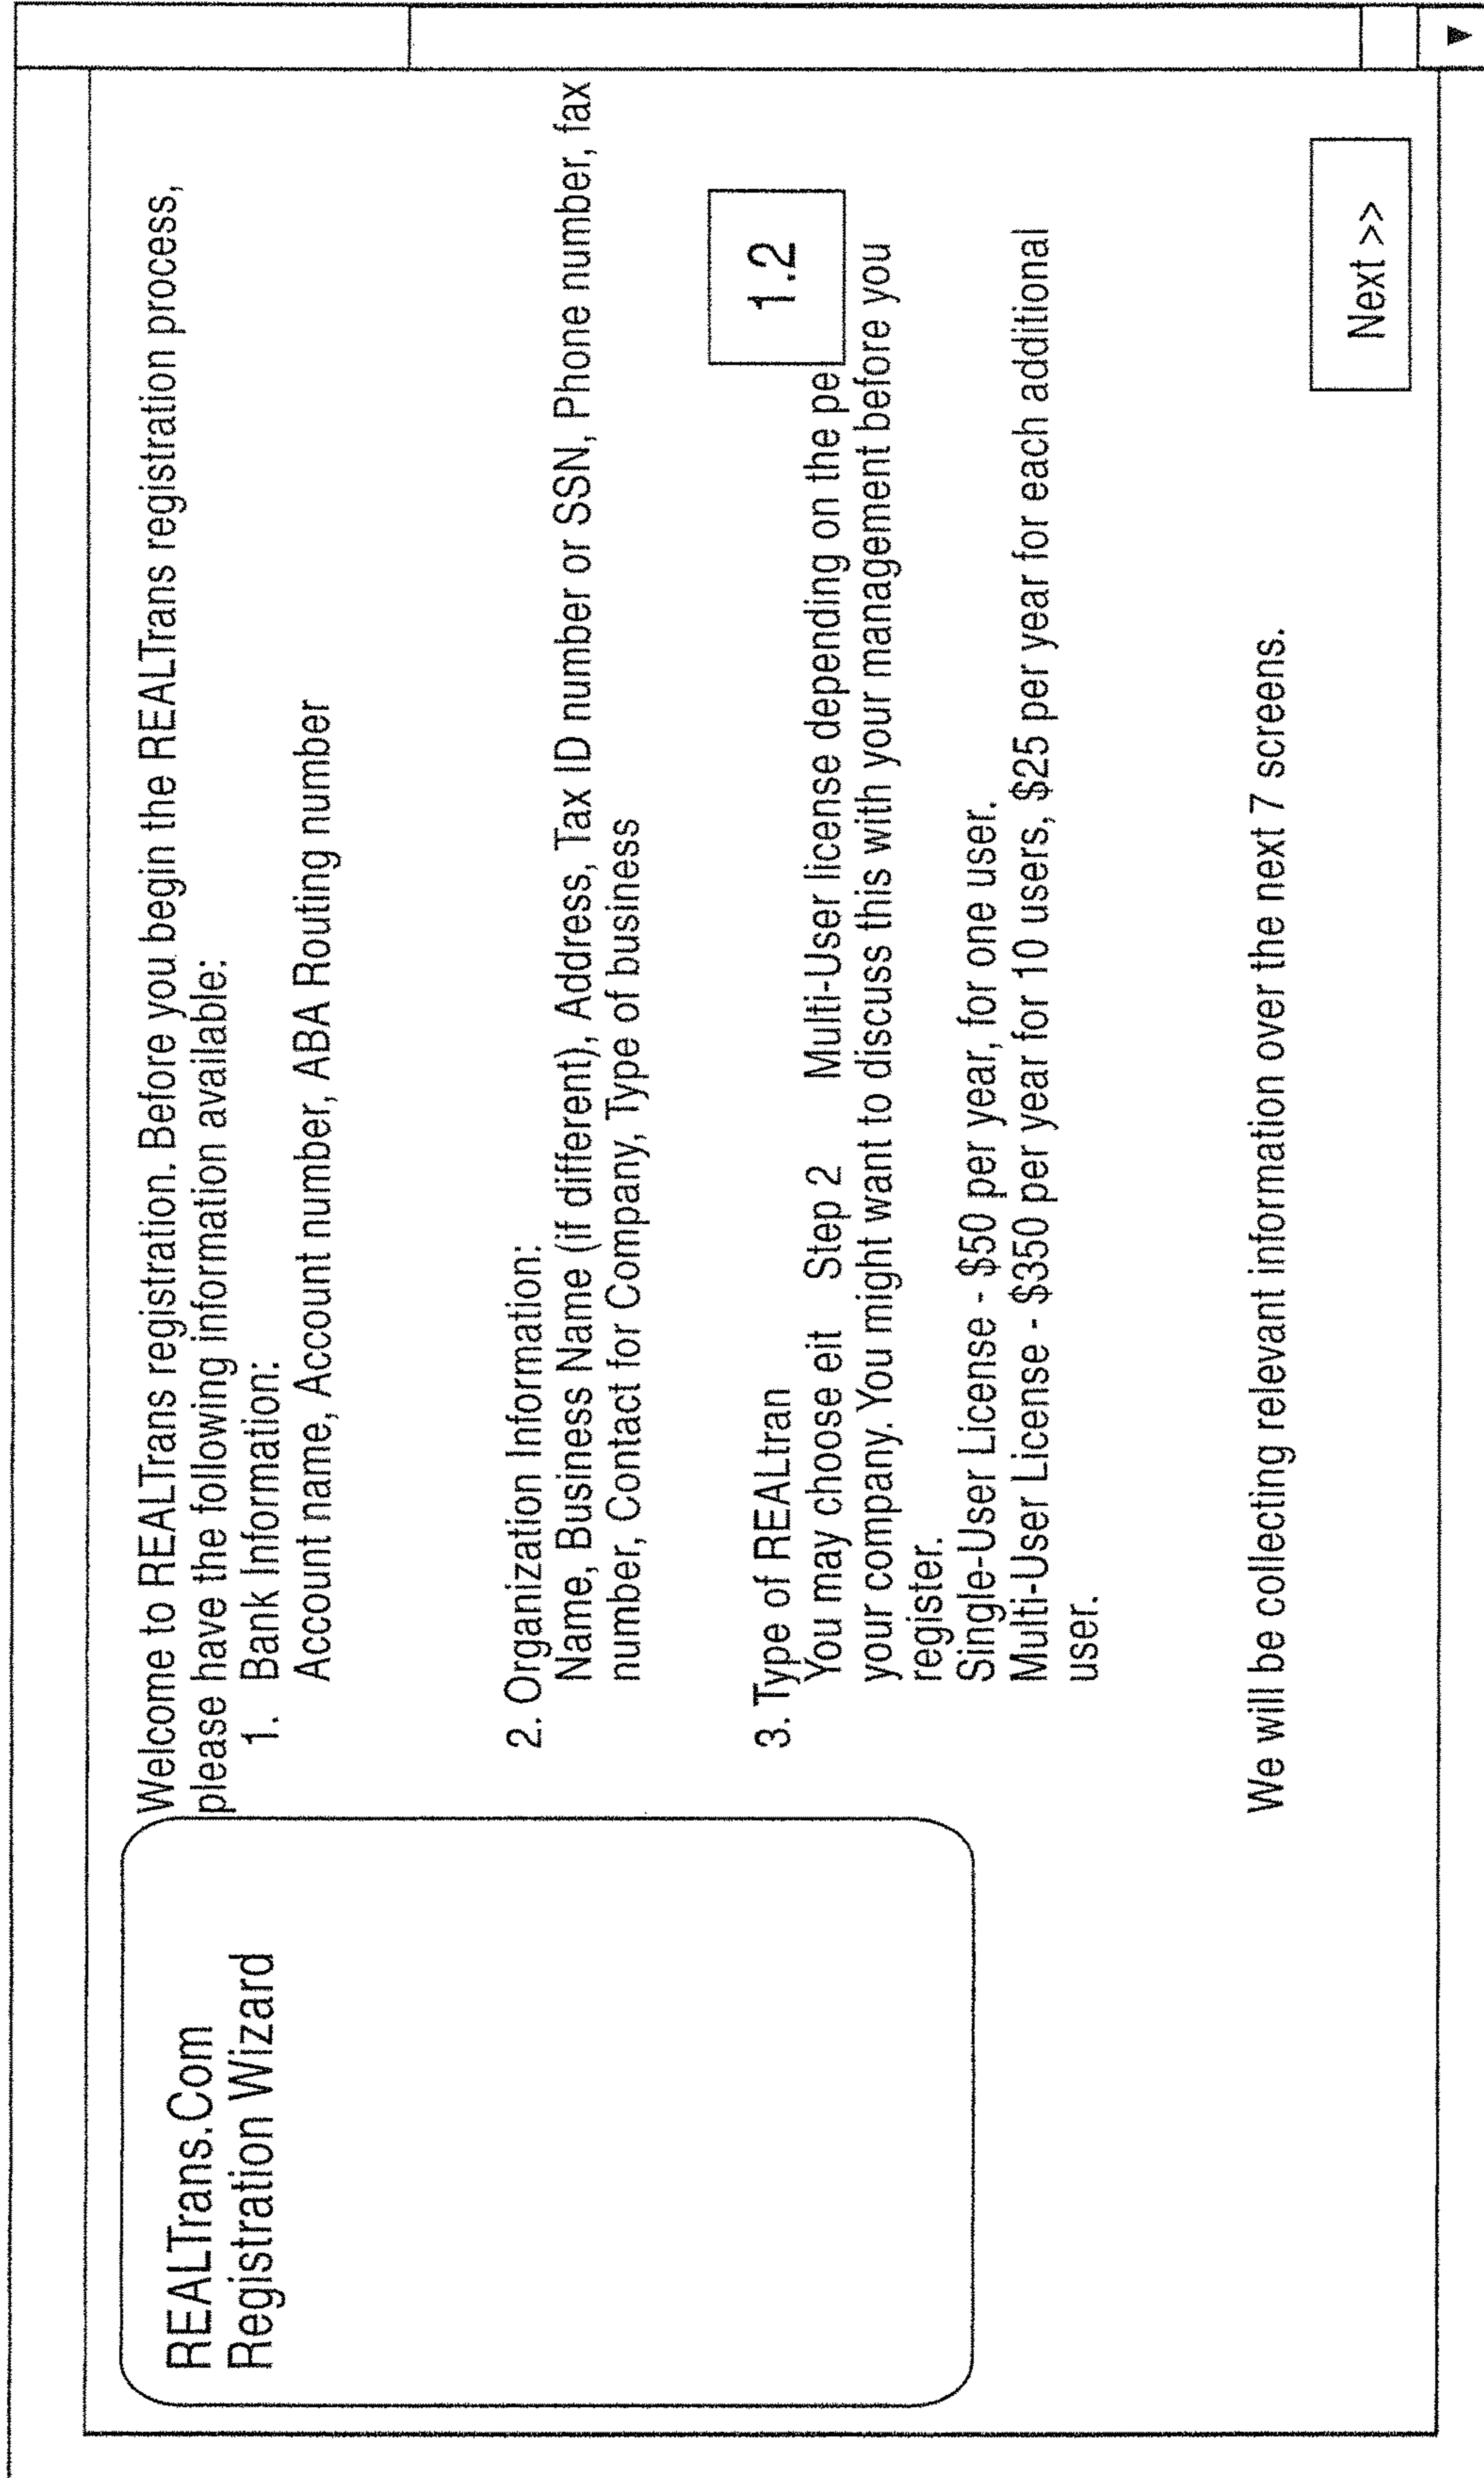 REALTrans.Com
Registration Wizard
Welcome to REALTrans registration. Before you begin the REALTrans registration process,
please have the following information available:
1. Bank Information:
Account name, Account number, ABA Routing number
2. Organization Information:
Name, Business Name (if different), Address, Tax ID number or SSN, Phone number, fax
number, Contact for Company, Type of business
3. Type of REALtran
1.2
You may choose eit Step 2 Multi-User license depending on the pe
your company. You might want to discuss this with your management before you
register.
Single-User License - $50 per year, for one user.
Multi-User License - $350 per year for 10 users, $25 per year for each additional
user.
We will be collecting relevant information over the next 7 screens.
Next >>